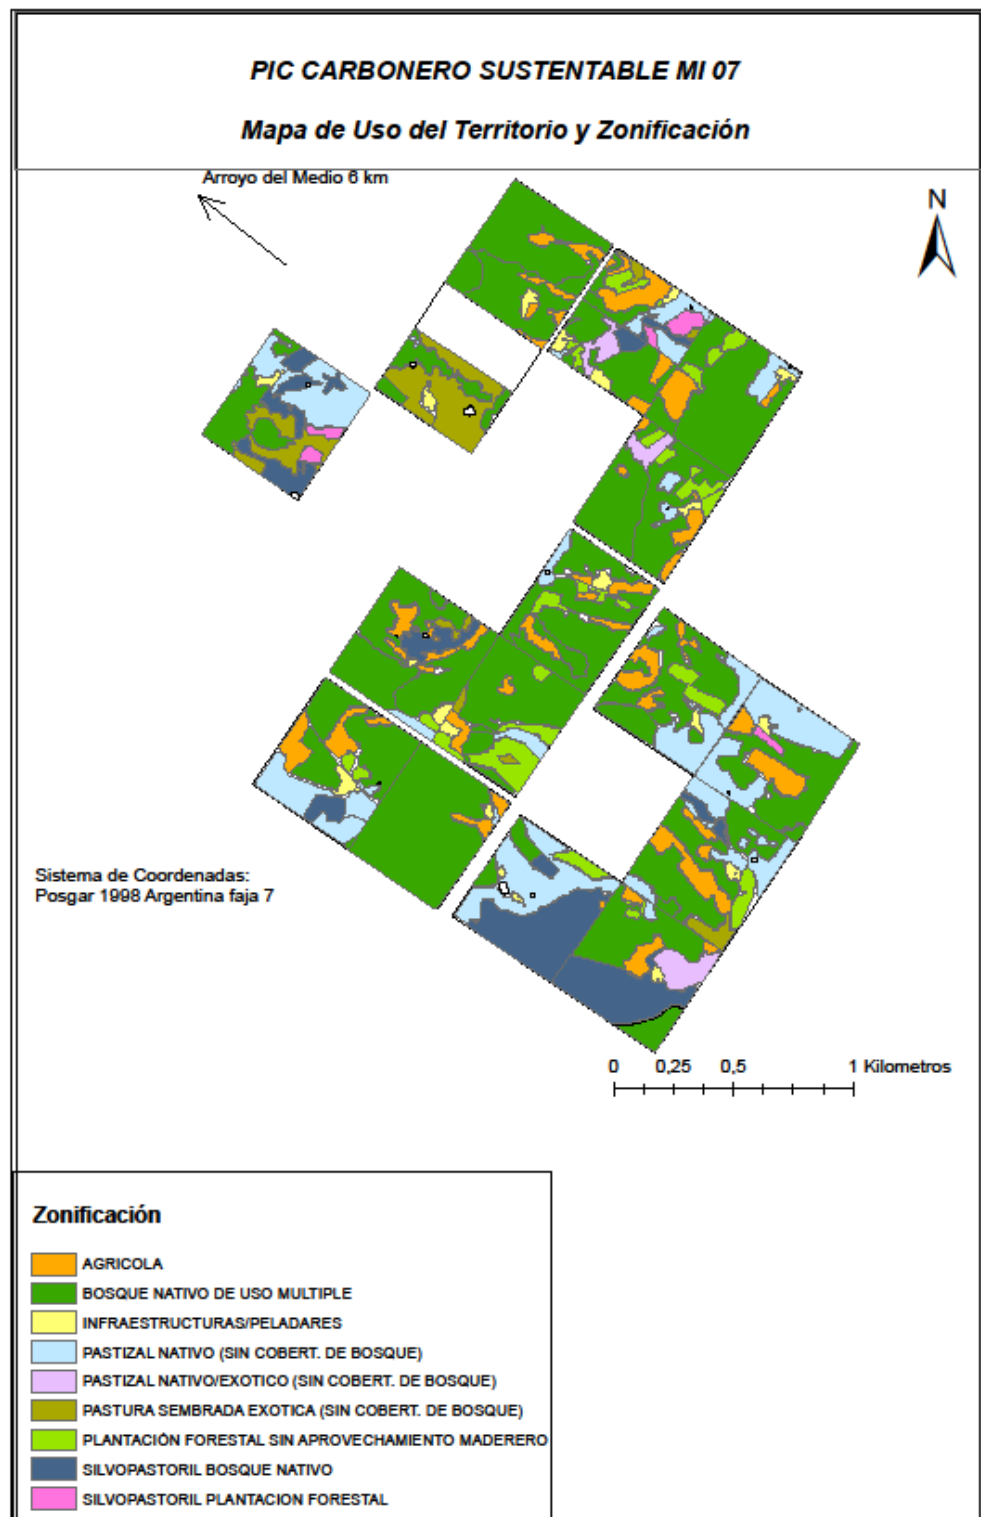 PIC CARBONERO SUSTENTABLE MI 07
Mapa de Uso del Territorio y Zonificación
Arroyo del Medio 6 km
N
Sistema de Coordenadas:
Posgar 1998 Argentina faja 7
0 0,25 0,5 1 Kilometros
Zonificación
AGRICOLA
BOSQUE NATIVO DE USO MULTIPLE
INFRAESTRUCTURAS/PELADARES
PASTIZAL NATIVO (SIN COBERT. DE BOSQUE)
PASTIZAL NATIVO/EXOTICO (SIN COBERT. DE BOSQUE)
PASTURA SEMBRADA EXOTICA (SIN COBERT. DE BOSQUE)
PLANTACIÓN FORESTAL SIN APROVECHAMIENTO MADERERO
SILVOPASTORIL BOSQUE NATIVO
SILVOPASTORIL PLANTACION FORESTAL